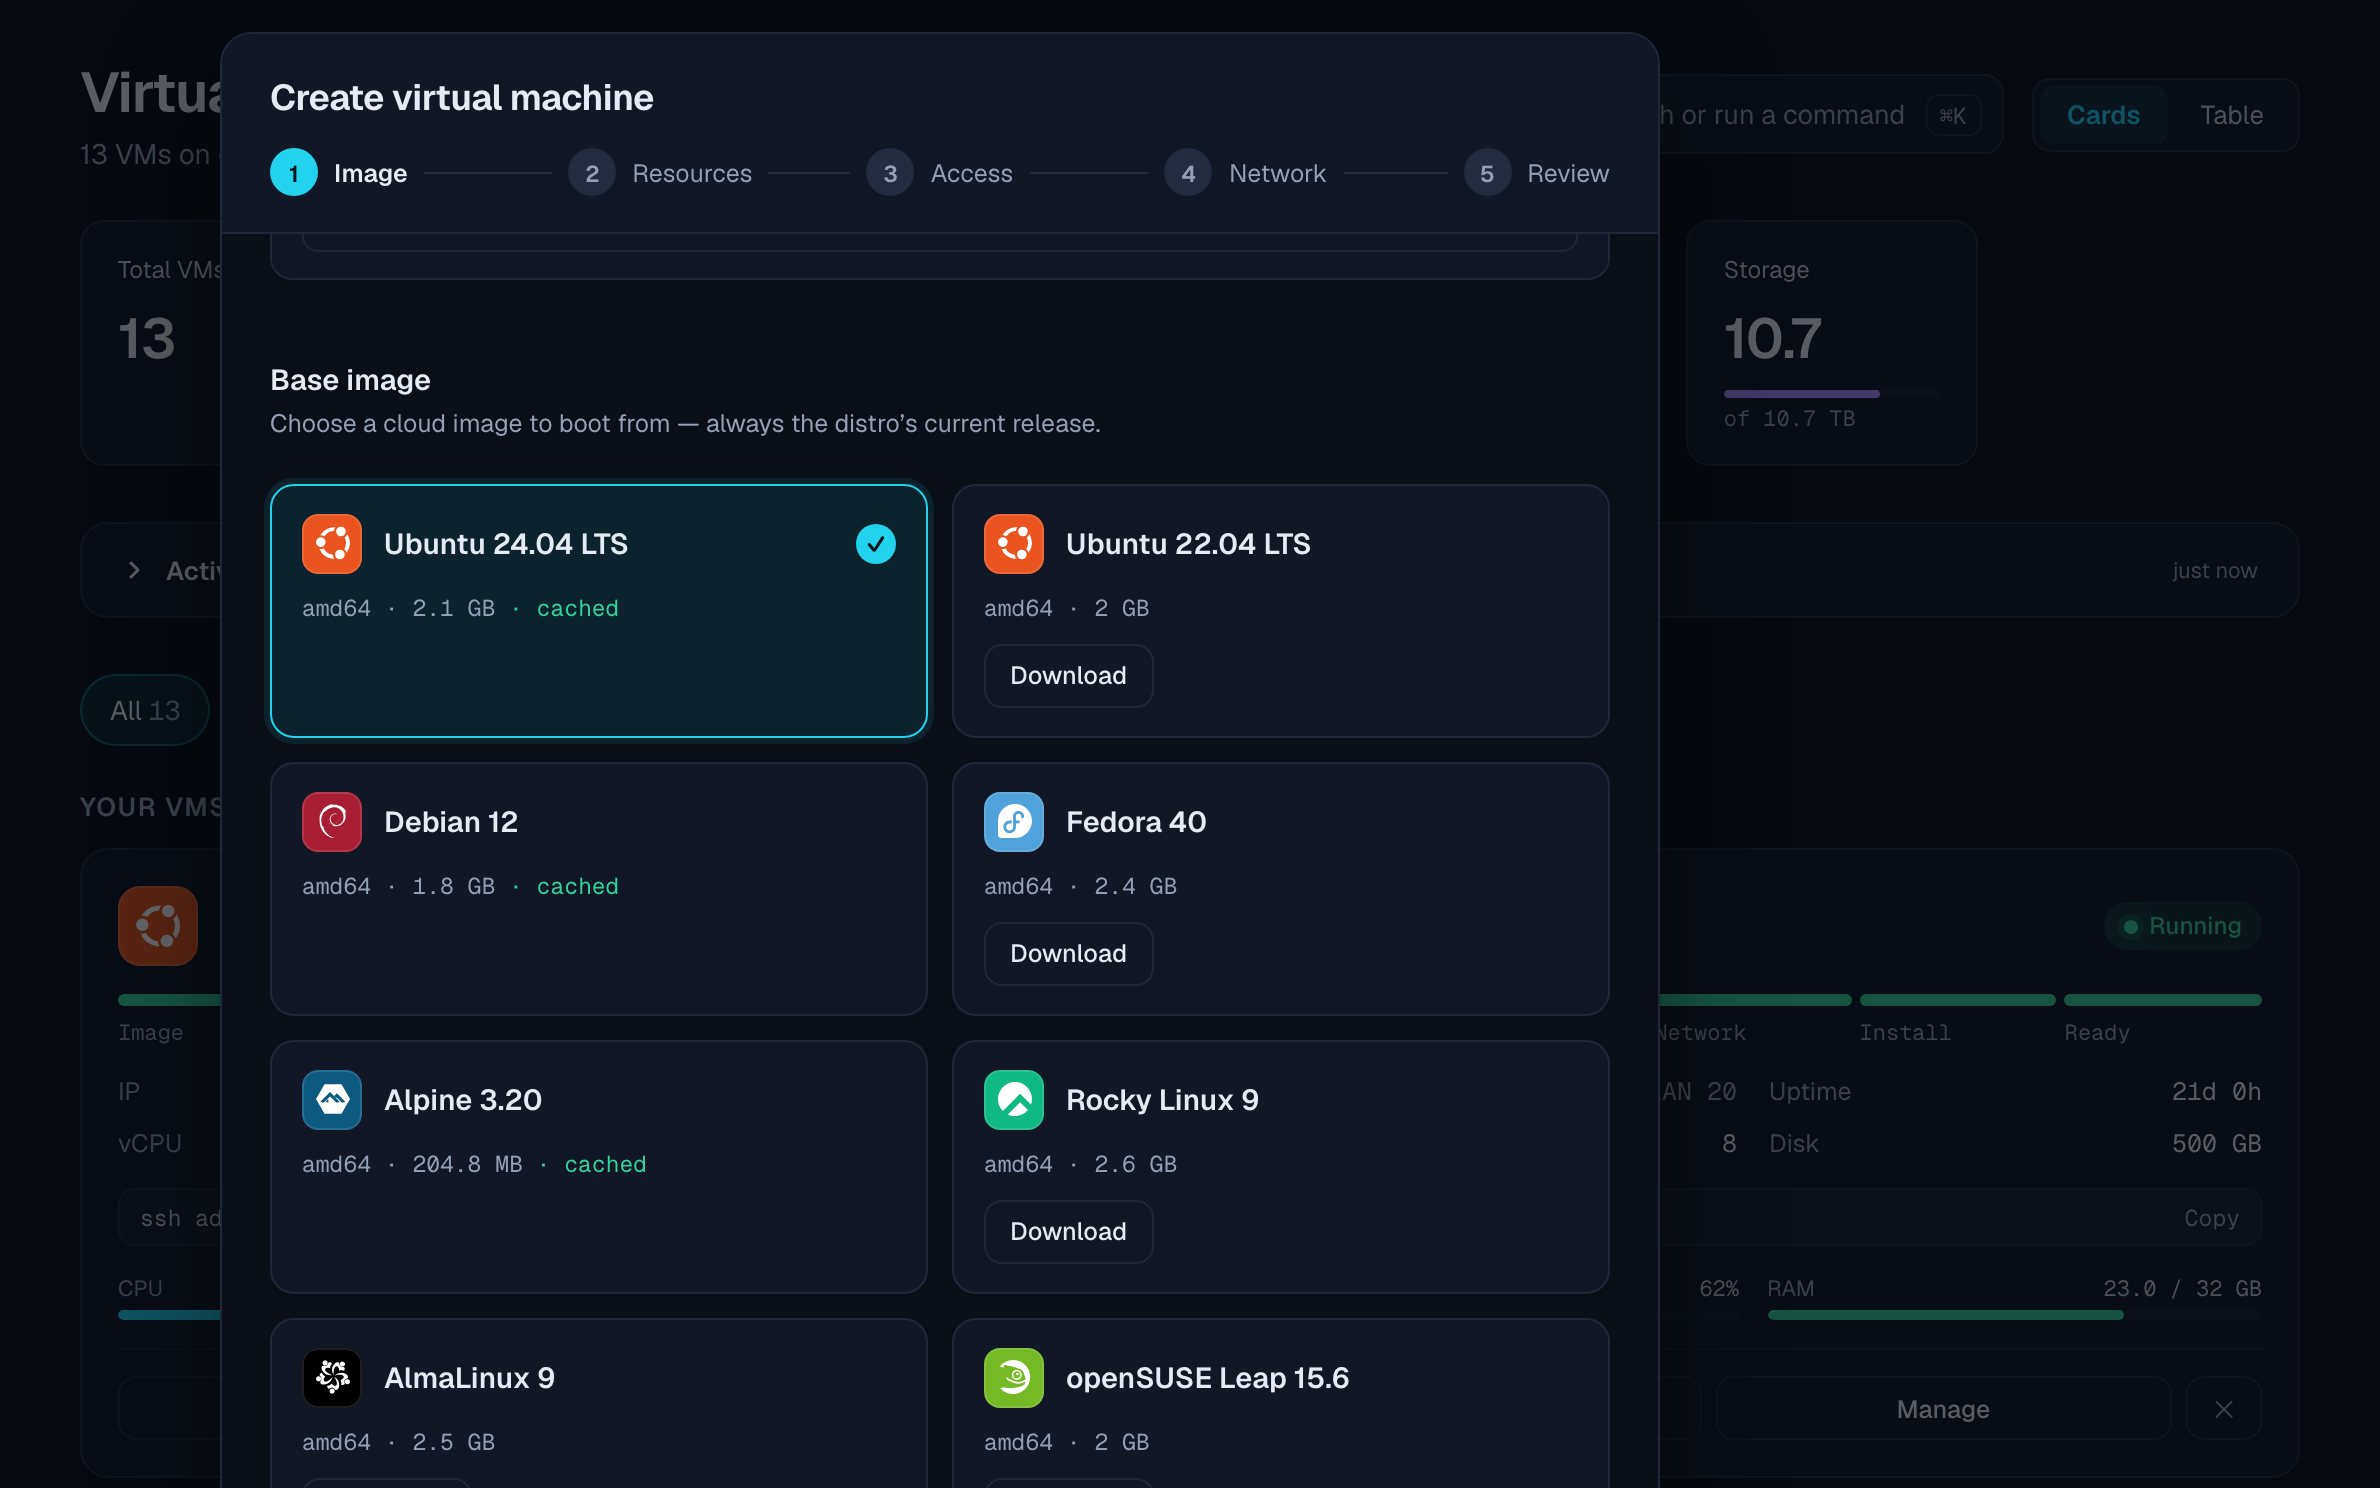 Virtua
13 VMs on
h or run a command ⌘K
Cards
Table
Create virtual machine
1 Image
2 Resources
3 Access
4 Network
5 Review
Total VMs
13
Storage
10.7
of 10.7 TB
Base image
Choose a cloud image to boot from — always the distro’s current release.
Ubuntu 24.04 LTS
amd64 · 2.1 GB · cached
Ubuntu 22.04 LTS
amd64 · 2 GB
Download
Activ
just now
All 13
YOUR VMS
Debian 12
amd64 · 1.8 GB · cached
Fedora 40
amd64 · 2.4 GB
Download
Alpine 3.20
amd64 · 204.8 MB · cached
Rocky Linux 9
amd64 · 2.6 GB
Download
AlmaLinux 9
amd64 · 2.5 GB
openSUSE Leap 15.6
amd64 · 2 GB
Running
Image
Network
Install
Ready
IP
AN 20
Uptime
21d 0h
vCPU
8
Disk
500 GB
ssh ad
Copy
CPU
62%
RAM
23.0 / 32 GB
Manage